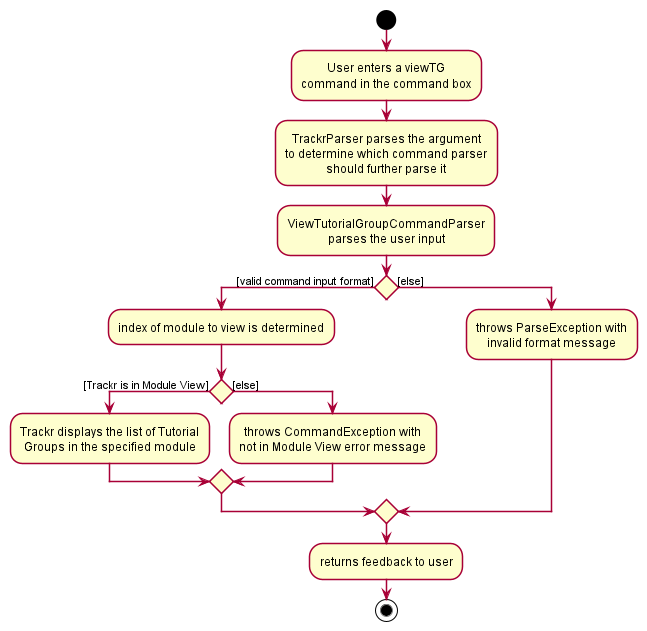 User enters a viewTG
command in the command box
TrackrParser parses the argument
to determine which command parser
should further parse it
ViewTutorialGroupCommandParser
parses the user input
[valid command input format]
[else]
index of module to view is determined
throws ParseException with
invalid format message
[Trackr is in Module View]
[else]
Trackr displays the list of Tutorial
Groups in the specified module
throws CommandException with
not in Module View error message
returns feedback to user